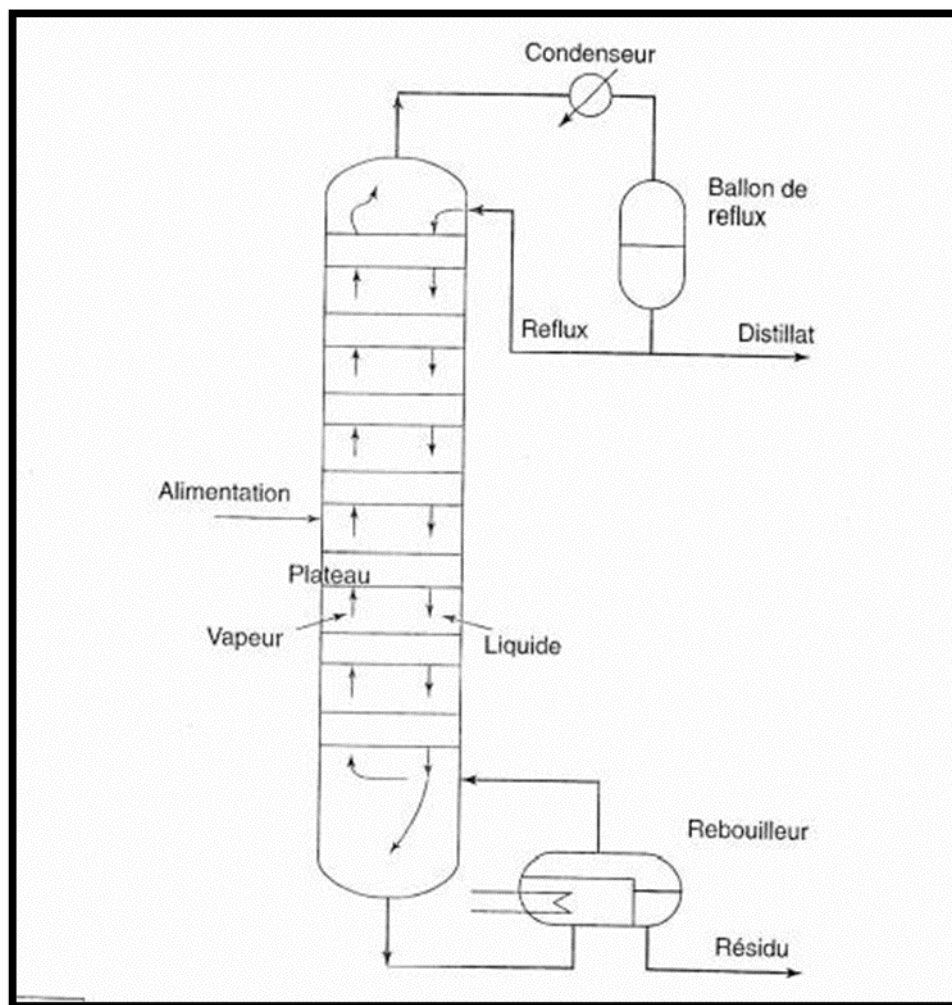 Condenseur
Ballon de
reflux
Reflux
Distillat
Alimentation
Plateau
Vapeur
Liquide
Rebouilleur
Résidu